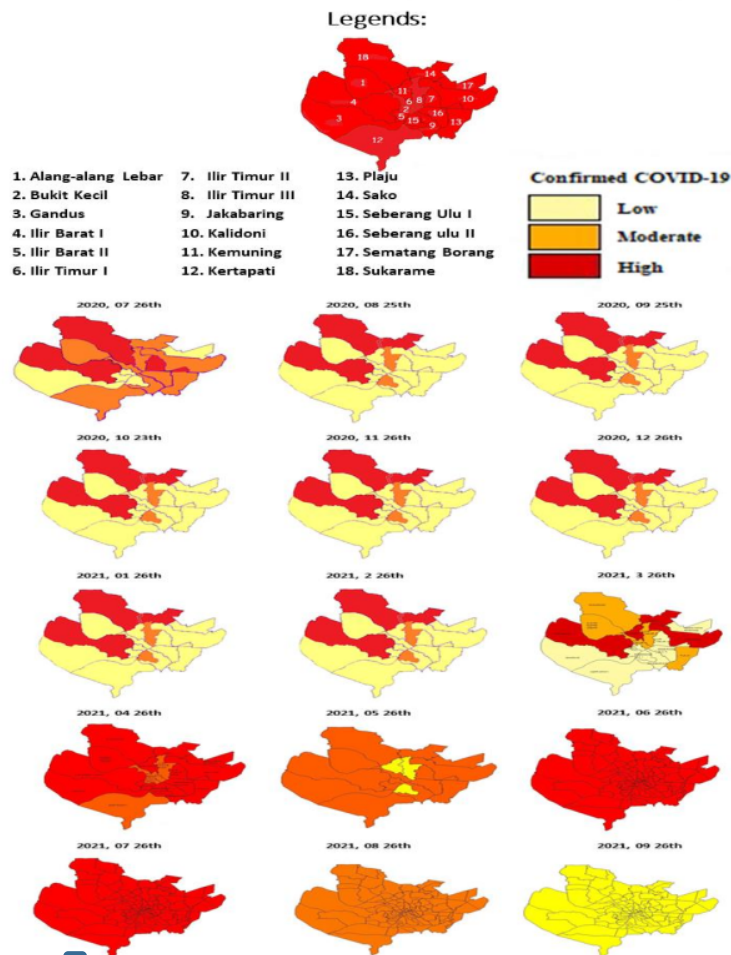 Legends:
18
14
1
11
17
4
6 8 7
10
2
16
3
5 15
9 13
12
1. Alang-alang Lebar
2. Bukit Kecil
3. Gandus
4. Ilir Barat I
5. Ilir Barat II
6. Ilir Timur I
7. Ilir Timur II
8. Ilir Timur III
9. Jakabaring
10. Kalidoni
11. Kemuning
12. Kertapati
13. Plaju
14. Sako
15. Seberang Ulu I
16. Seberang ulu II
17. Sematang Borang
18. Sukarame
Confirmed COVID-19
Low
Moderate
High
2020, 07 26th
2020, 08 25th
2020, 09 25th
2020, 10 23th
2020, 11 26th
2020, 12 26th
2021, 01 26th
2021, 2 26th
2021, 3 26th
2021, 04 26th
2021, 05 26th
2021, 06 26th
2021, 07 26th
2021, 08 26th
2021, 09 26th